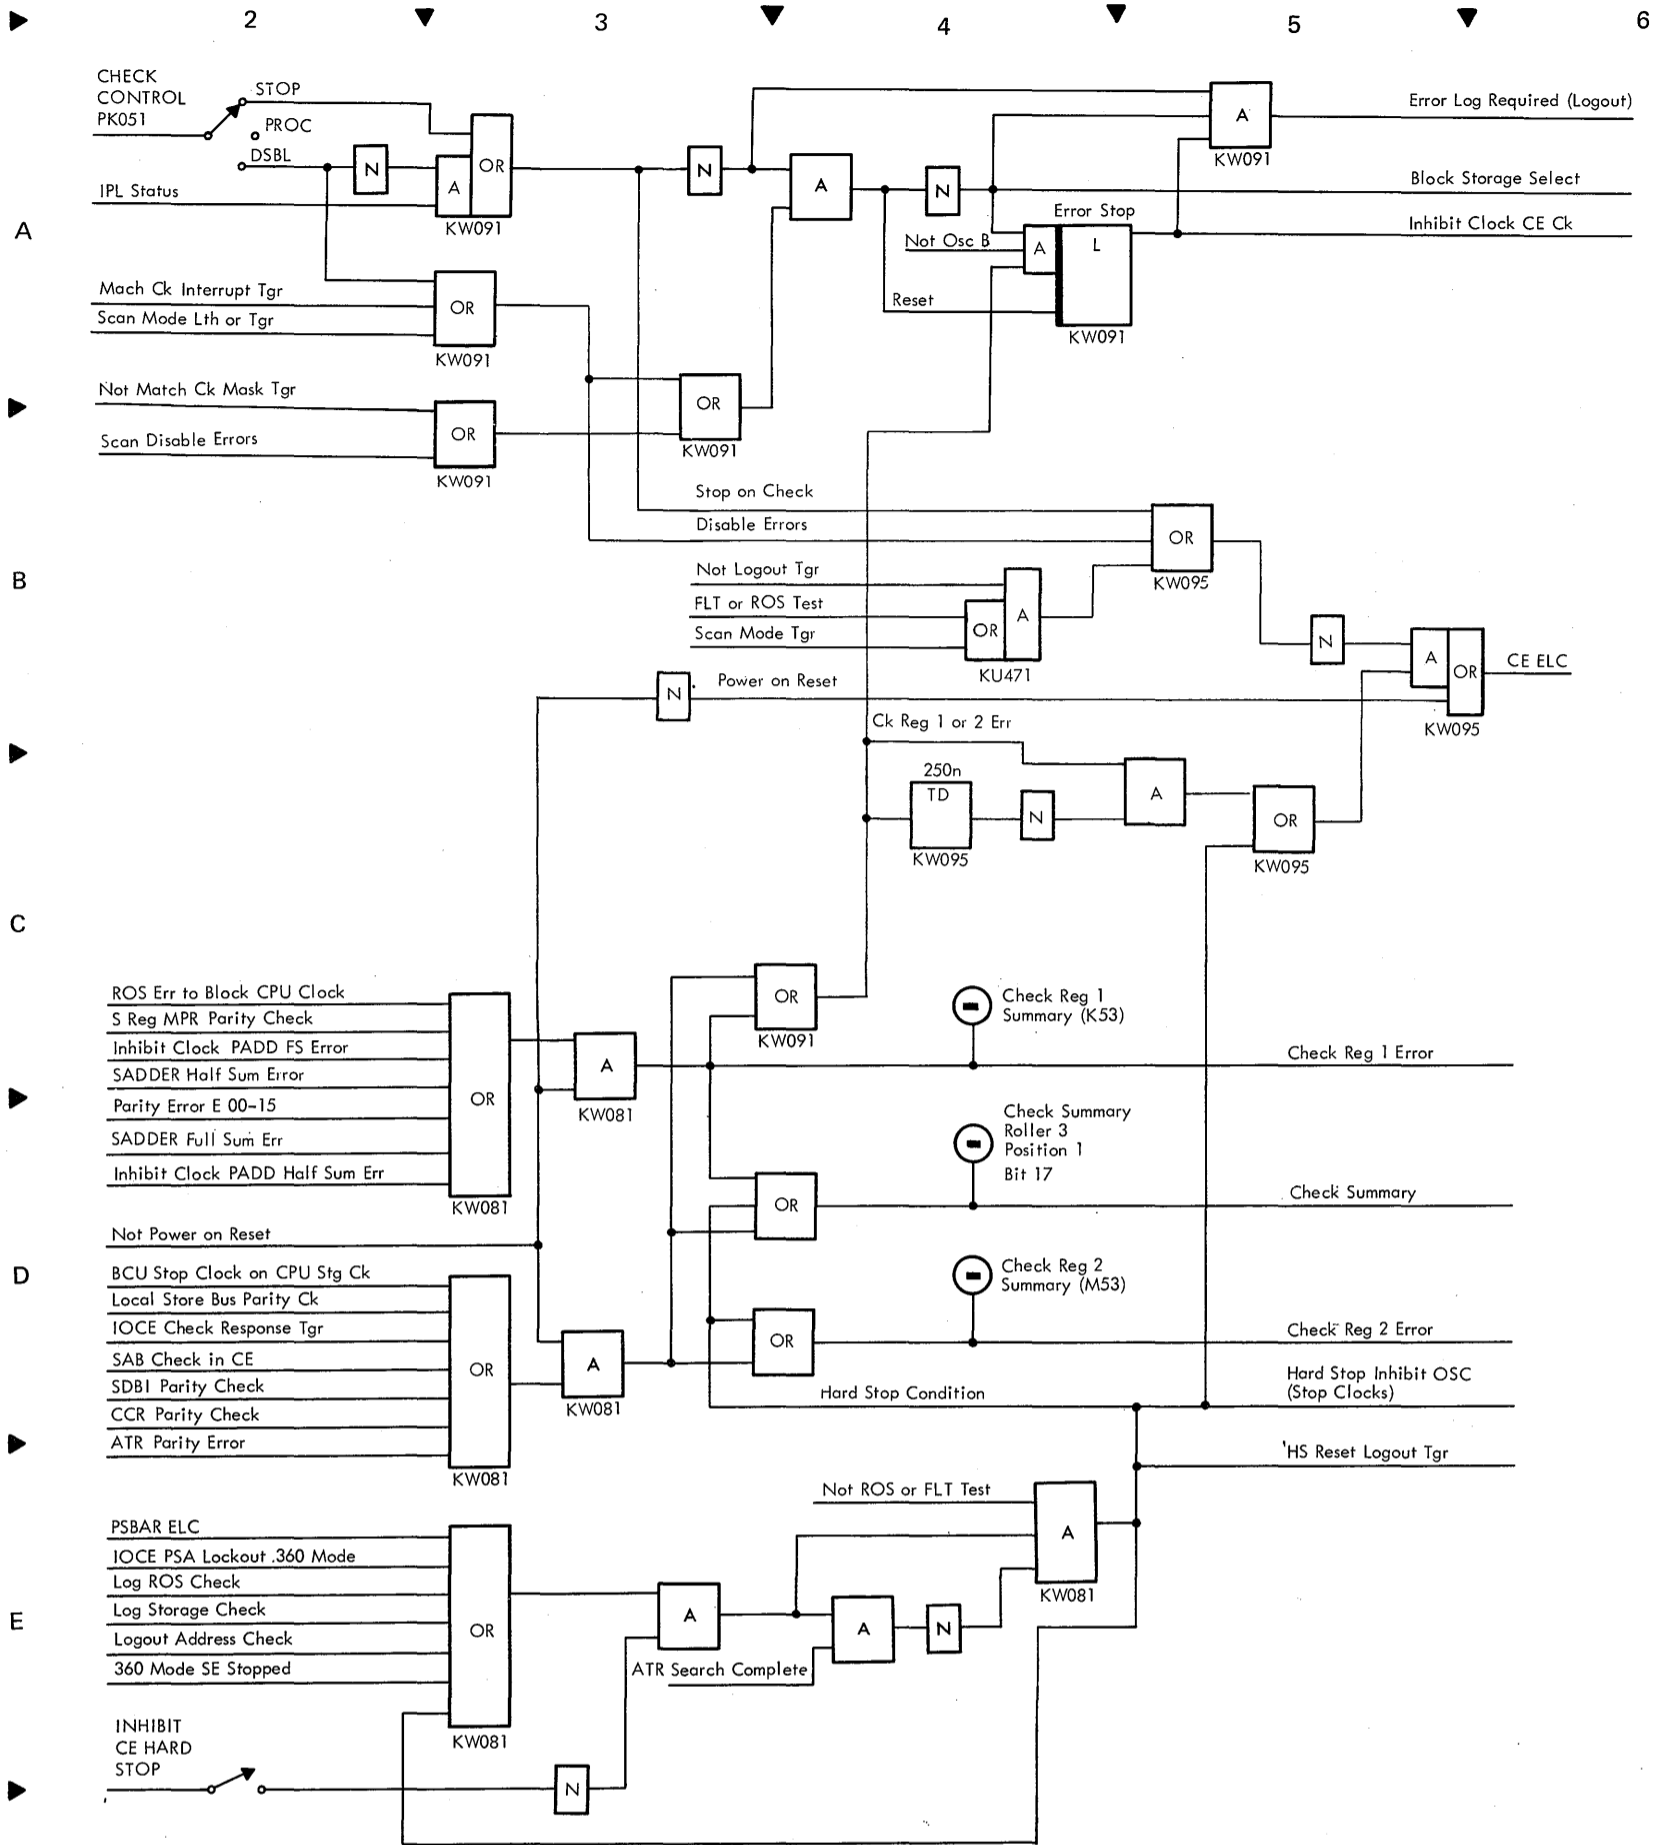 2 3 4 5 6
CHECK
CONTROL
PK051
STOP
PROC
DSBL
N
A
OR
KW091
IPL Status
N
A
N
A
KW091
Error Log Required (Logout)
Block Storage Select
Error Stop
Not Osc B
A
L
Inhibit Clock CE Ck
Reset
KW091
A
Mach Ck Interrupt Tgr
Scan Mode Lth or Tgr
OR
KW091
Not Match Ck Mask Tgr
Scan Disable Errors
OR
KW091
OR
KW091
Stop on Check
Disable Errors
OR
KW095
B
Not Logout Tgr
FLT or ROS Test
Scan Mode Tgr
OR
A
KU471
N
A
OR
CE ELC
KW095
N
Power on Reset
Ck Reg 1 or 2 Err
250n
TD
KW095
N
A
OR
KW095
C
ROS Err to Block CPU Clock
S Reg MPR Parity Check
Inhibit Clock PADD FS Error
SADDER Half Sum Error
Parity Error E 00-15
SADDER Full Sum Err
Inhibit Clock PADD Half Sum Err
OR
KW081
A
KW081
OR
KW091
Check Reg 1
Summary (K53)
Check Reg 1 Error
Check Summary
Roller 3
Position 1
Bit 17
OR
Check Summary
Not Power on Reset
D
BCU Stop Clock on CPU Stg Ck
Local Store Bus Parity Ck
IOCE Check Response Tgr
SAB Check in CE
SDBI Parity Check
CCR Parity Check
ATR Parity Error
OR
KW081
A
KW081
OR
Check Reg 2
Summary (M53)
Check Reg 2 Error
Hard Stop Condition
Hard Stop Inhibit OSC
(Stop Clocks)
HS Reset Logout Tgr
Not ROS or FLT Test
A
KW081
E
PSBAR ELC
IOCE PSA Lockout .360 Mode
Log ROS Check
Log Storage Check
Logout Address Check
360 Mode SE Stopped
OR
KW081
A
A
N
ATR Search Complete
INHIBIT
CE HARD
STOP
N